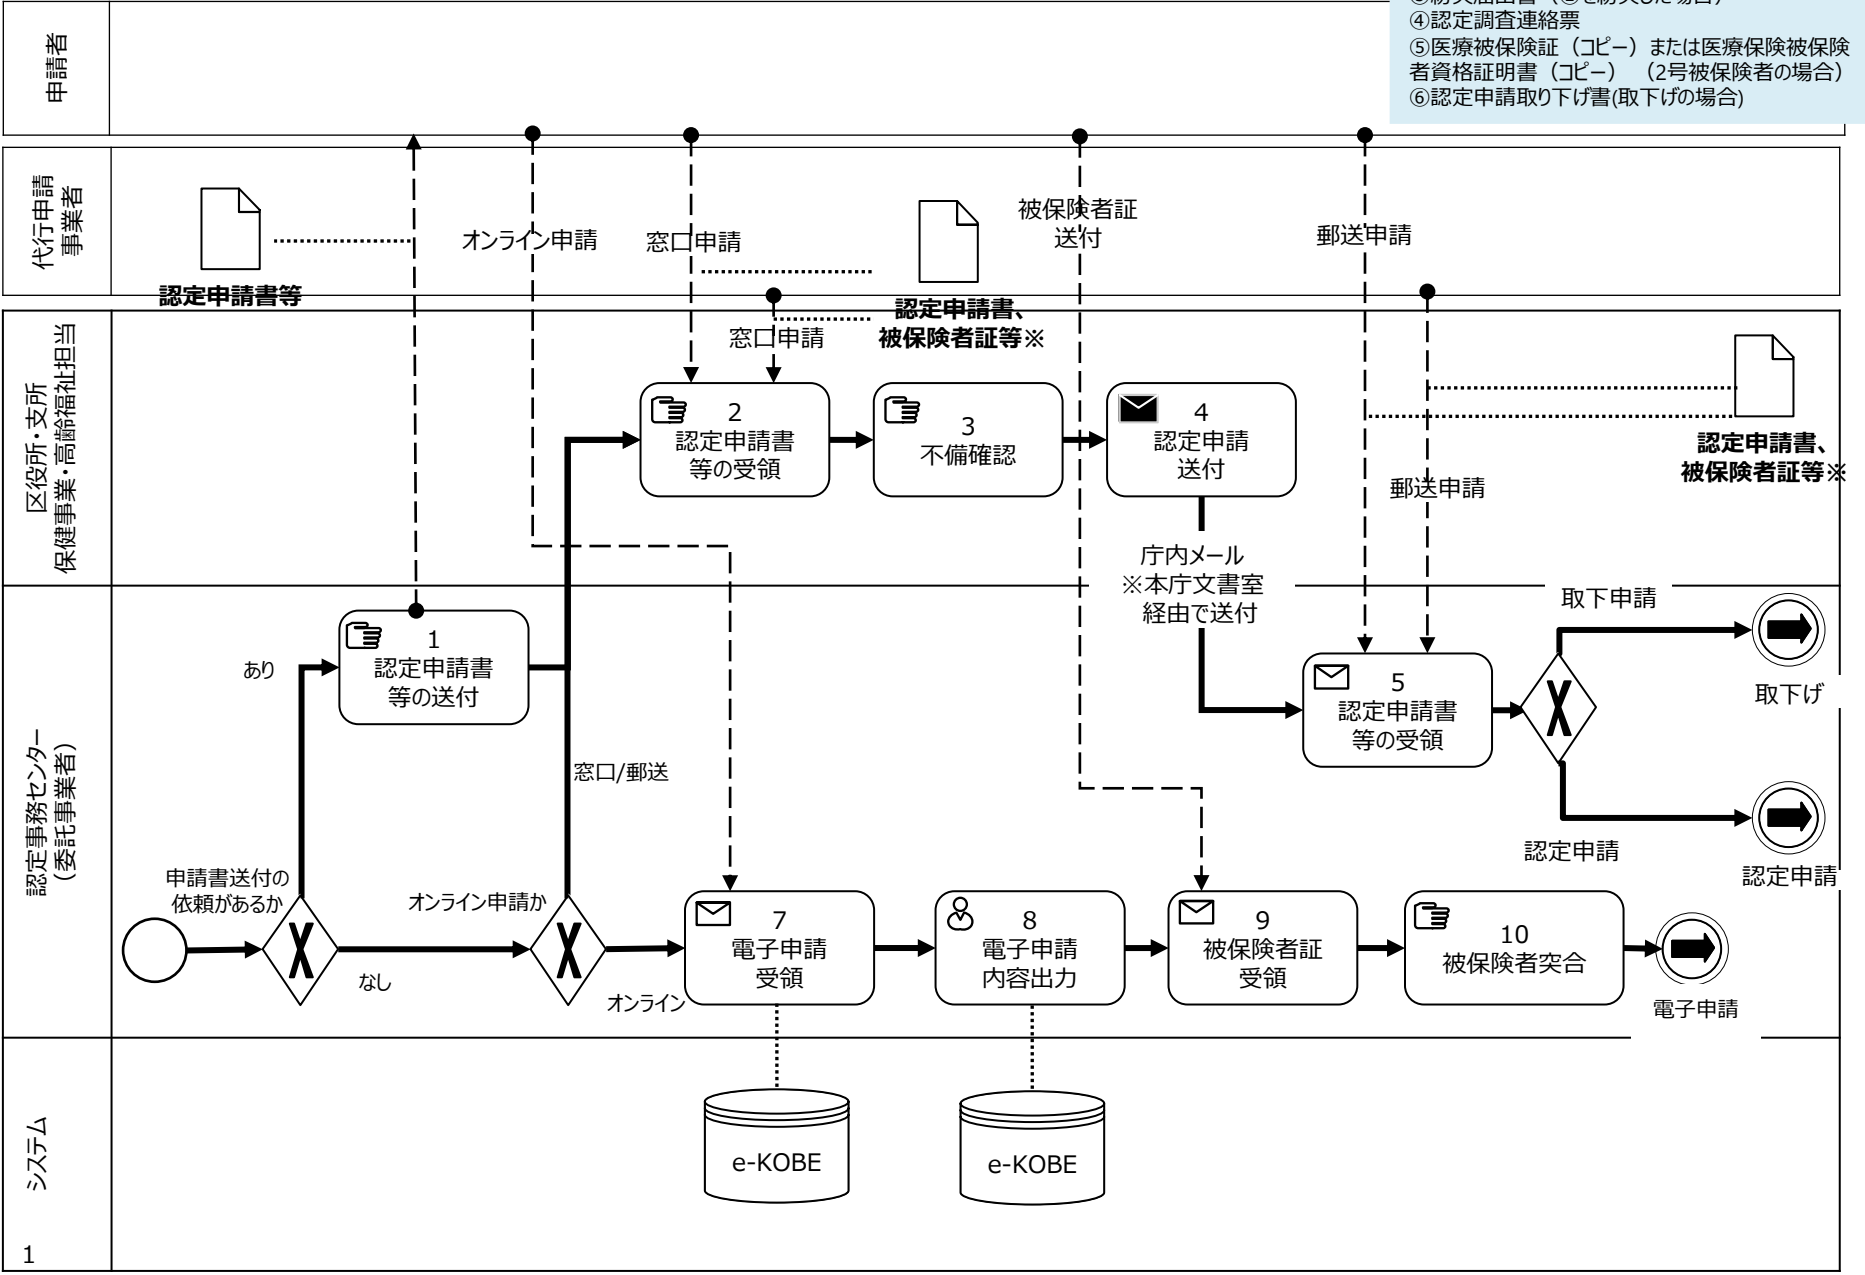 ④認定調査連絡票
⑤医療被保険証（コピー）または医療保険被保険
者資格証明書（コピー）　（2号被保険者の場合）
⑥認定申請取り下げ書(取下げの場合)
申請者
代行申請
事業者
認定申請書等
オンライン申請
窓口申請
認定申請書、
被保険者証等※
被保険者証
送付
郵送申請
区役所・支所
保健事業・高齢福祉担当
窓口申請
2
認定申請書
等の受領
3
不備確認
4
認定申請
送付
郵送申請
認定申請書、
被保険者証等※
庁内メール
※本庁文書室
経由で送付
認定事務センター
（委託事業者）
申請書送付の
依頼があるか
あり
なし
1
認定申請書
等の送付
オンライン申請か
窓口/郵送
オンライン
5
認定申請書
等の受領
取下申請
取下げ
認定申請
認定申請
7
電子申請
受領
8
電子申請
内容出力
9
被保険者証
受領
10
被保険者突合
電子申請
システム
e-KOBE
e-KOBE
1